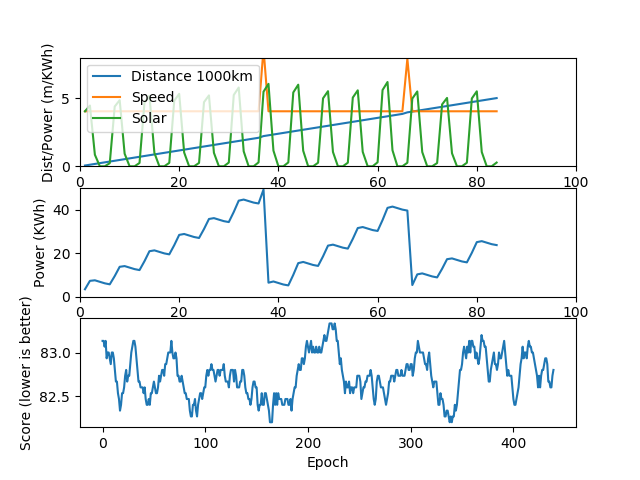 Dist/Power (m/KWh)
5
0
Distance 1000km
Speed
Solar
0 20 40 60 80 100
Power (KWh)
40
20
0
0 20 40 60 80 100
Score (lower is better)
83.0
82.5
0 100 200 300 400
Epoch